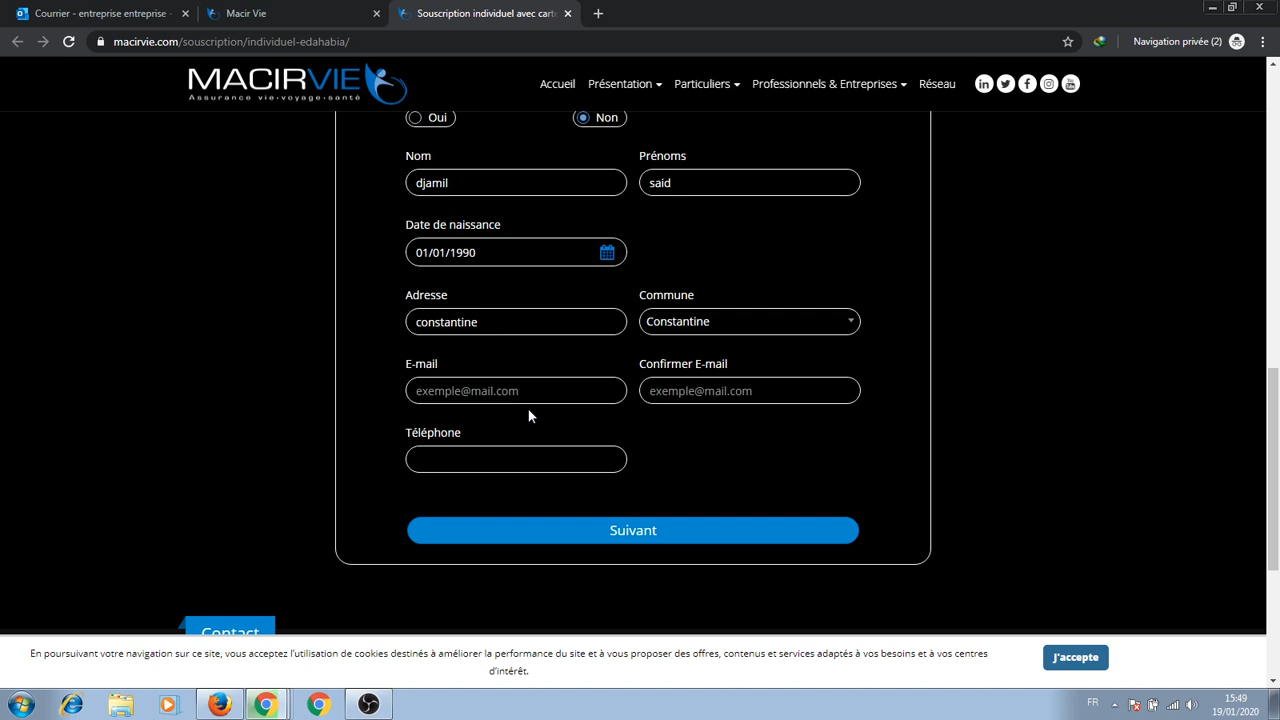 Courrier - entreprise entreprise -
Macir Vie
Souscription individuel avec carte
macirvie.com/souscription/individuel-edahabia/
Navigation privée (2)
MACIRVIE
Assurance vie•voyage•santé
Accueil
Présentation
Particuliers
Professionnels & Entreprises
Réseau
Oui
Non
Nom
Prénoms
djamil
said
Date de naissance
01/01/1990
Adresse
Commune
constantine
Constantine
E-mail
Confirmer E-mail
exemple@mail.com
exemple@mail.com
Téléphone
Suivant
Contact
En poursuivant votre navigation sur ce site, vous acceptez l'utilisation de cookies destinés à améliorer la performance du site et à vous proposer des offres, contenus et services adaptés à vos besoins et à vos centres
d'intérêt.
J'accepte
FR
15:49
19/01/2020